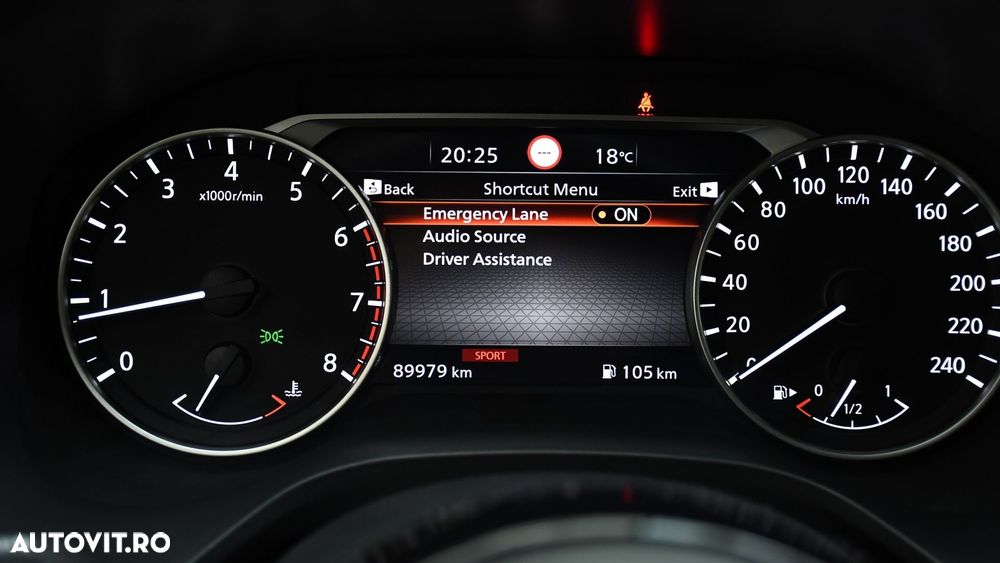 20:25 --- 18°C
Back Shortcut Menu Exit
Emergency Lane ON
Audio Source
Driver Assistance
SPORT
89979 km 105 km
0 1 2 3 4 5 6 7 8
x1000r/min
0 20 40 60 80 100 120 140 160 180 200 220 240
km/h
0 1/2 1
AUTOVIT.RO